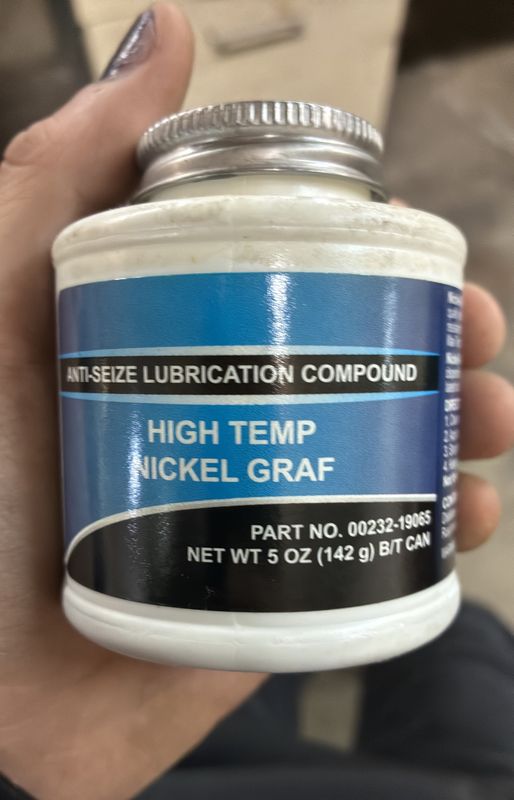 ANTI-SEIZE LUBRICATION COMPOUND
HIGH TEMP
NICKEL GRAF
PART NO. 00232-19065
NET WT 5 OZ (142 g) B/T CAN